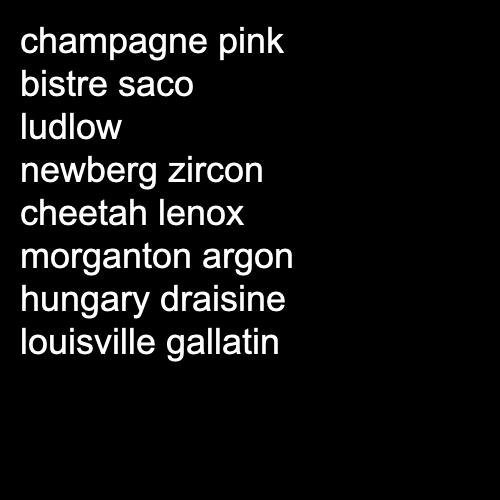 champagne pink
bistre saco
ludlow
newberg zircon
cheetah lenox
morganton argon
hungary draisine
louisville gallatin